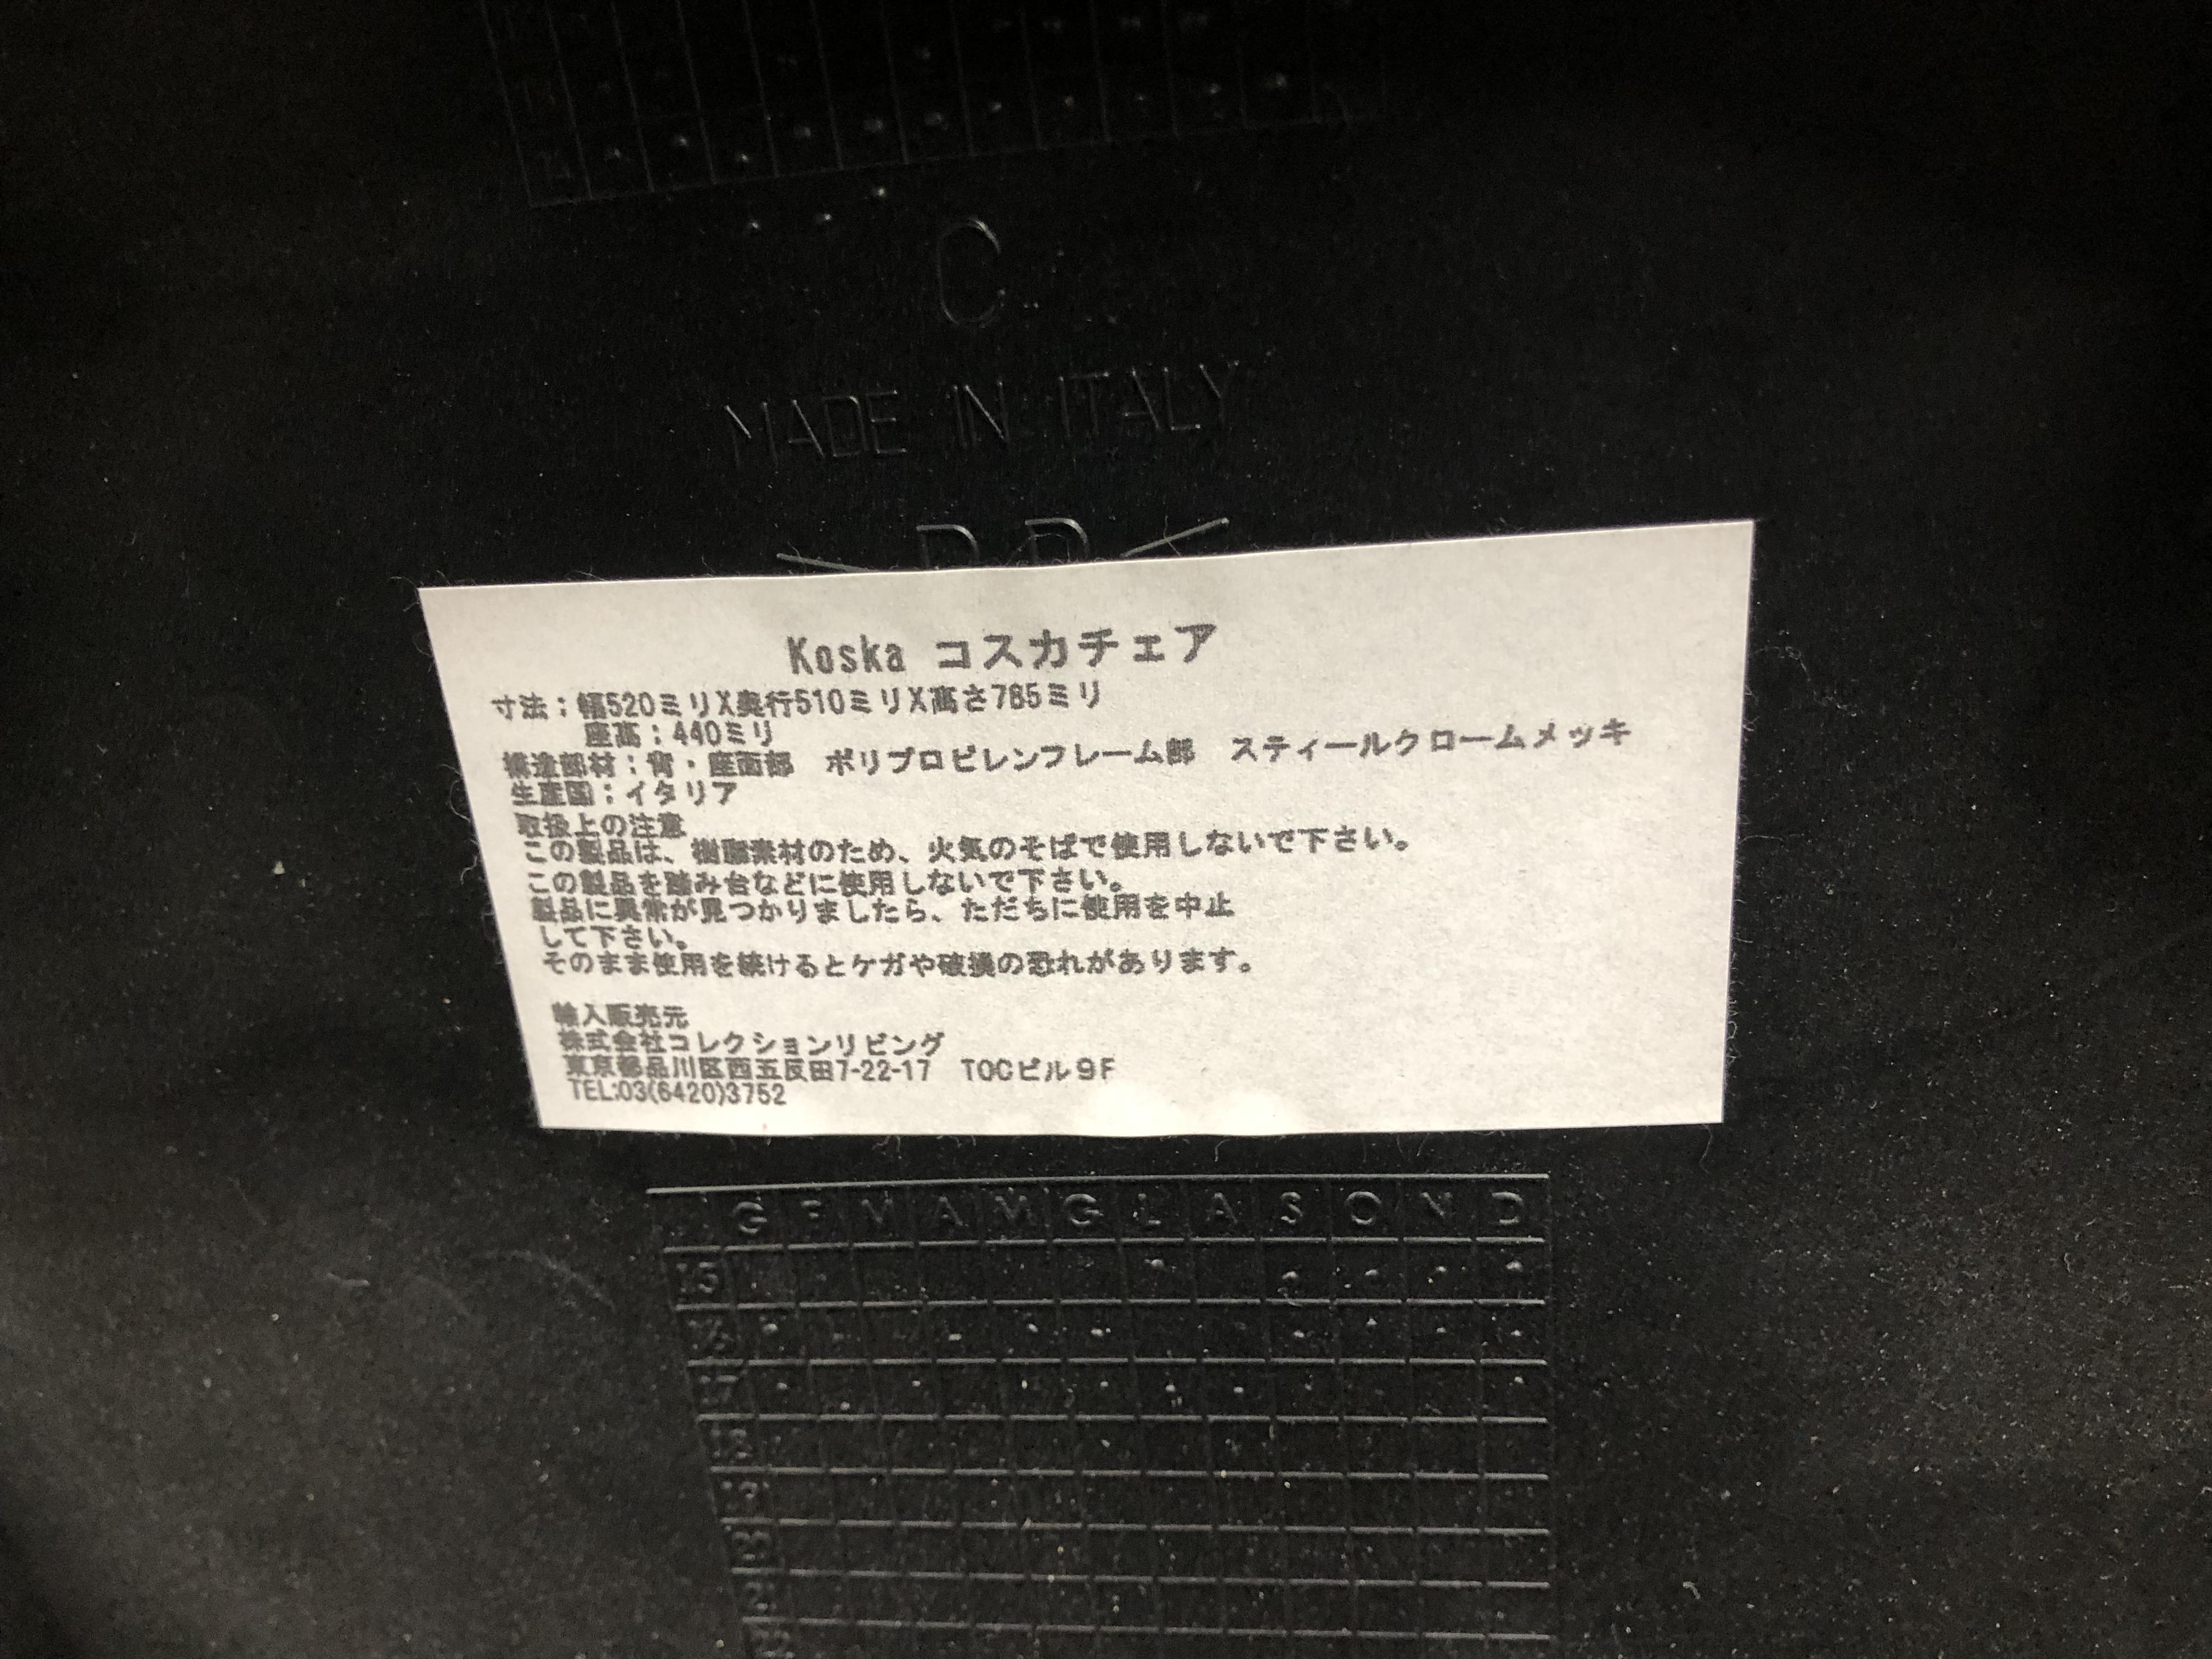 14
C
MADE IN ITALY
PP
Koska コスカチェア
寸法：幅520ミリX奥行510ミリX高さ785ミリ
座高：440ミリ
構造部材：背・座面部 ポリプロピレンフレーム部 スティールクロームメッキ
生産国：イタリア
取扱上の注意
この製品は、樹脂素材のため、火気のそばで使用しないで下さい。
この製品を踏み台などに使用しないで下さい。
製品に異常が見つかりましたら、ただちに使用を中止
して下さい。
そのまま使用を続けるとケガや破損の恐れがあります。
輸入販売元
株式会社コレクションリビング
東京都品川区西五反田7-22-17 TOCビル９F
TEL:03(6420)3752
G F M A M G L A S O N D
15
16
17
18
19
20
21